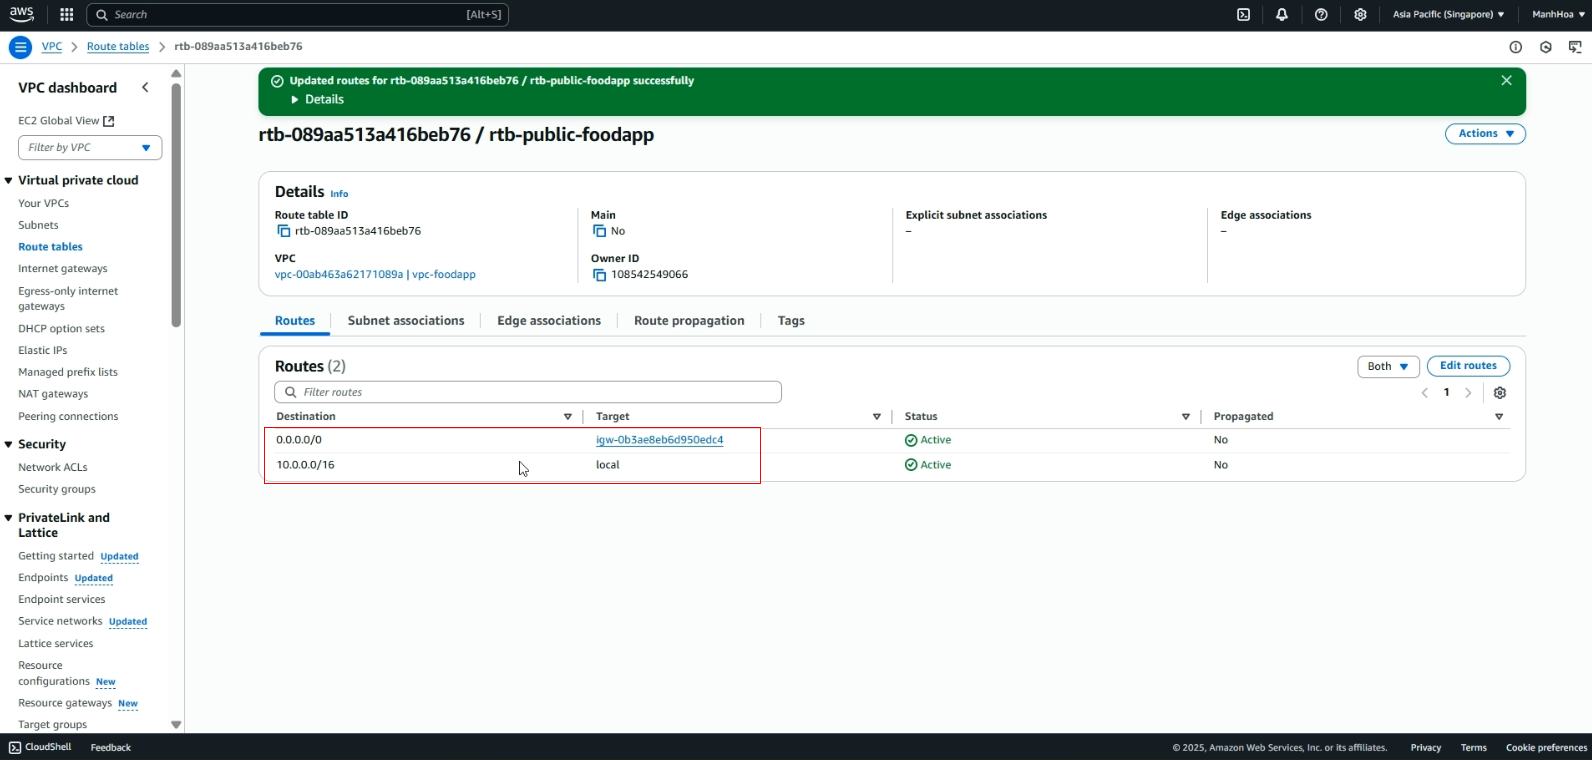 aws
Search [Alt+S] Asia Pacific (Singapore) ManhHoa
VPC Route tables rtb-089aa513a416beb76
VPC dashboard
EC2 Global View
Filter by VPC
Virtual private cloud
Your VPCs
Subnets
Route tables
Internet gateways
Egress-only internet
gateways
DHCP option sets
Elastic IPs
Managed prefix lists
NAT gateways
Peering connections
Security
Network ACLs
Security groups
PrivateLink and
Lattice
Getting started Updated
Endpoints Updated
Endpoint services
Service networks Updated
Lattice services
Resource
configurations New
Resource gateways New
Target groups
Updated routes for rtb-089aa513a416beb76 / rtb-public-foodapp successfully
Details
rtb-089aa513a416beb76 / rtb-public-foodapp
Actions
Details Info
Route table ID
rtb-089aa513a416beb76
VPC
vpc-00ab463a62171089a | vpc-foodapp
Main
No
Owner ID
108542549066
Explicit subnet associations
–
Edge associations
–
Routes Subnet associations Edge associations Route propagation Tags
Routes (2)
Both Edit routes
Filter routes
1
Destination Target Status Propagated
0.0.0.0/0 igw-0b3ae8eb6d950edc4 Active No
10.0.0.0/16 local Active No
CloudShell Feedback © 2025, Amazon Web Services, Inc. or its affiliates. Privacy Terms Cookie preferences